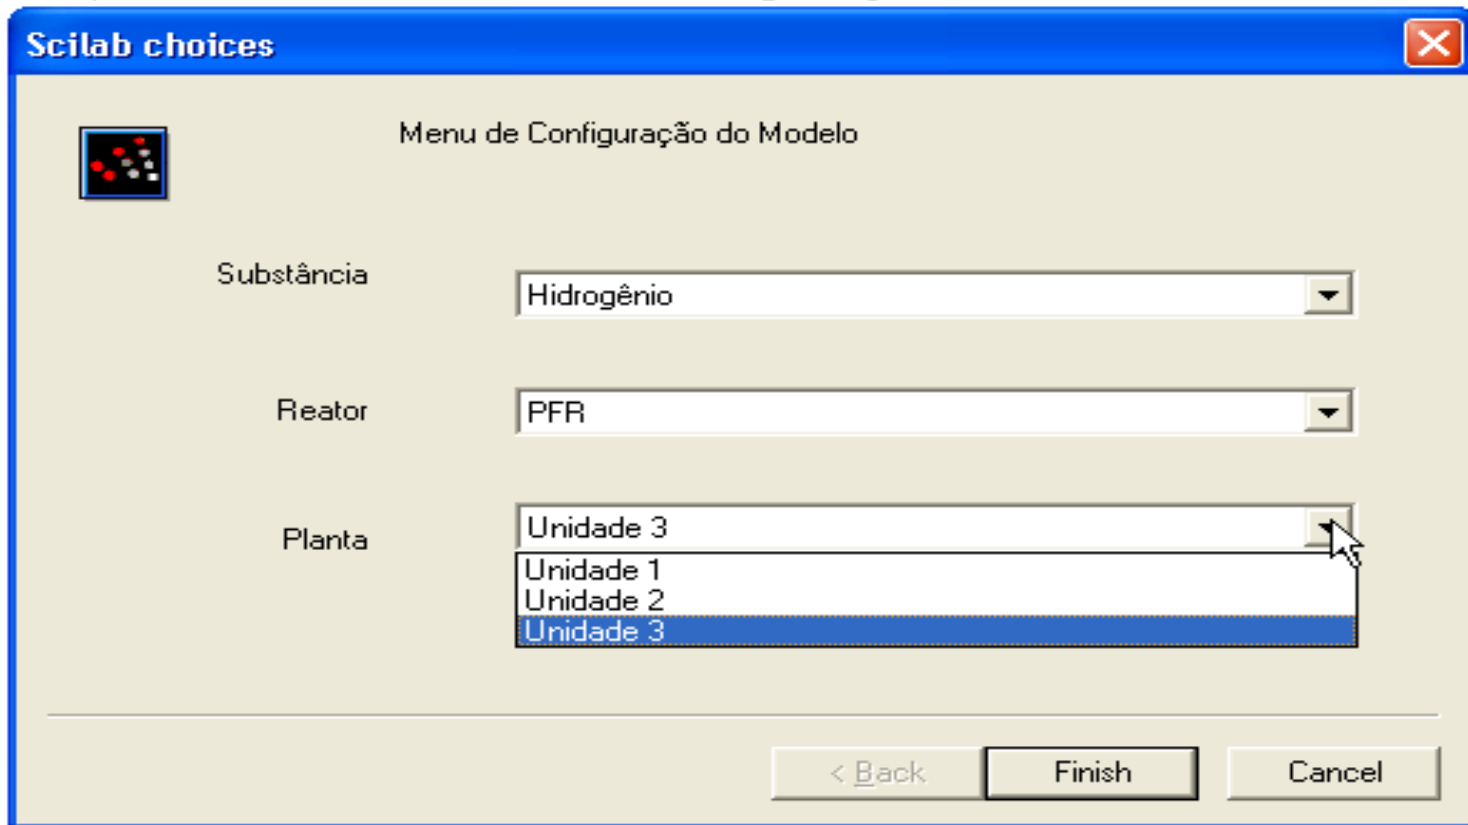 Scilab choices
Menu de Configuração do Modelo
Substância
Hidrogênio
Reator
PFR
Planta
Unidade 3
Unidade 1
Unidade 2
Unidade 3
< Back
Finish
Cancel